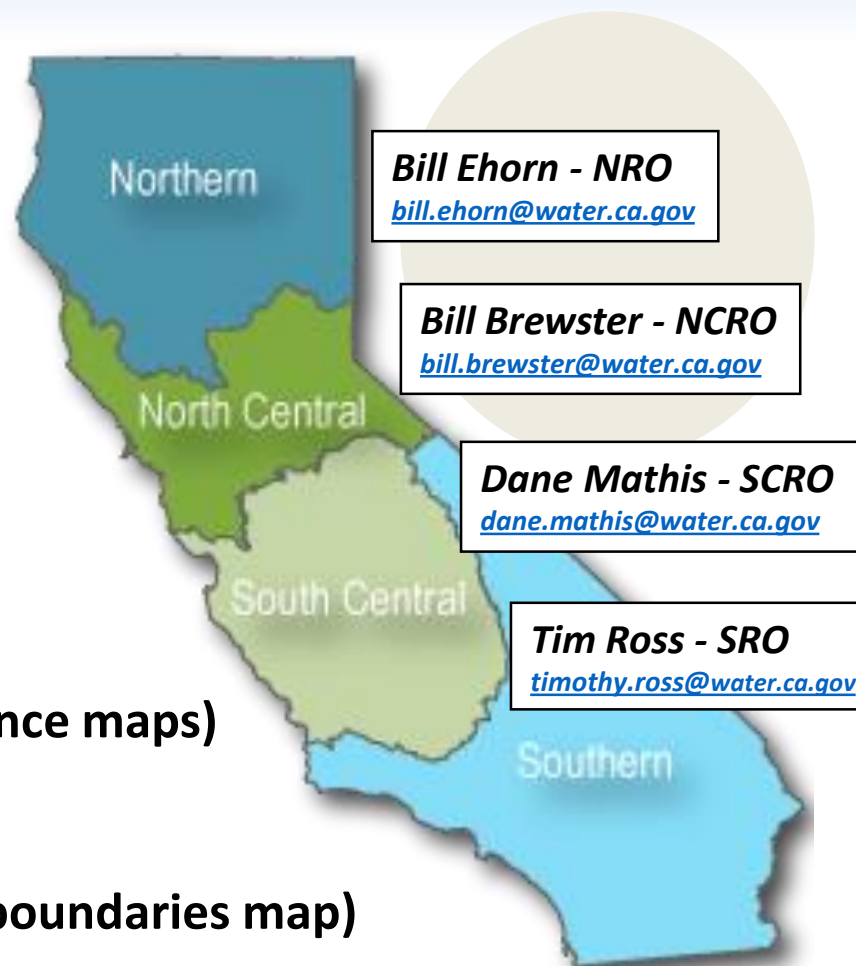 Northern
Bill Ehorn - NRO
bill.ehorn@water.ca.gov
Bill Brewster - NCRO
bill.brewster@water.ca.gov
North Central
Dane Mathis - SCRO
dane.mathis@water.ca.gov
South Central
Tim Ross - SRO
timothy.ross@water.ca.gov
nce maps)
Southern
boundaries map)